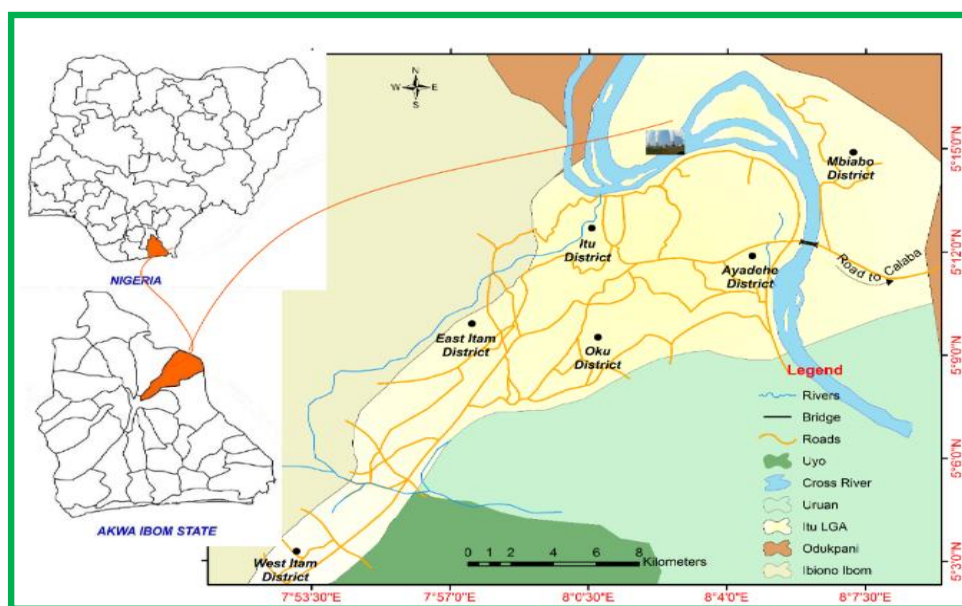 N
W E
S
NIGERIA
AKWA IBOM STATE
Mbiabo
District
Itu
District
Ayadehe
District
Road to Calaba
East Itam
District
Oku
District
West Itam
District
Legend
Rivers
Bridge
Roads
Uyo
Cross River
Uruan
Itu LGA
Odukpani
Ibiono Ibom
0 1 2 4 6 8
Kilometers
5°15'0"N
5°12'0"N
5°9'0"N
5°6'0"N
5°3'0"N
7°53'30"E 7°57'0"E 8°0'30"E 8°4'0"E 8°7'30"E